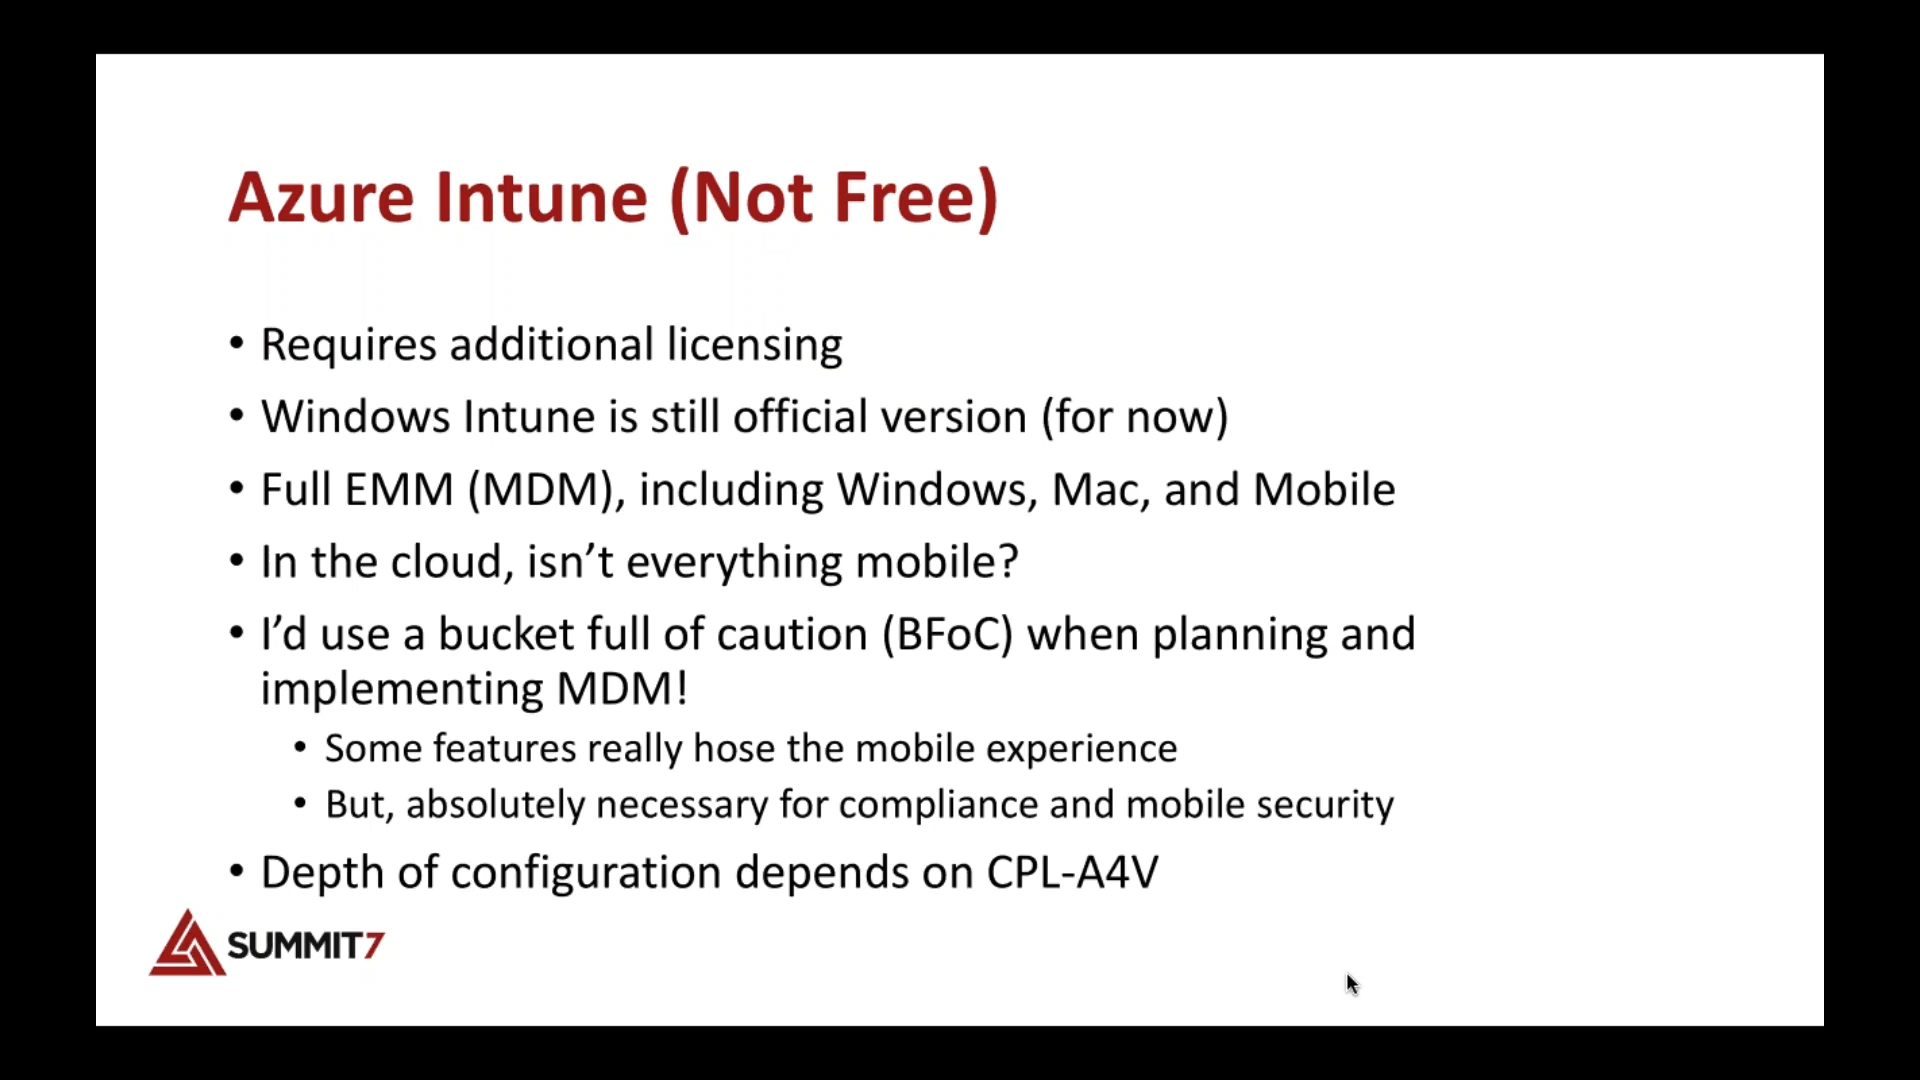 Azure Intune (Not Free)
• Requires additional licensing
• Windows Intune is still official version (for now)
• Full EMM (MDM), including Windows, Mac, and Mobile
• In the cloud, isn’t everything mobile?
• I’d use a bucket full of caution (BFoC) when planning and
implementing MDM!
• Some features really hose the mobile experience
• But, absolutely necessary for compliance and mobile security
• Depth of configuration depends on CPL-A4V
SUMMIT7